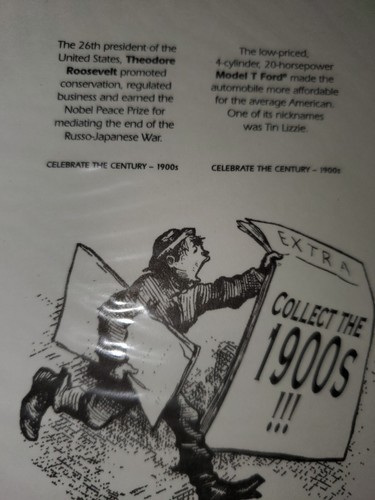 The 26th president of the
United States, Theodore
Roosevelt promoted
conservation, regulated
business and earned the
Nobel Peace Prize for
mediating the end of the
Russo-Japanese War.
CELEBRATE THE CENTURY – 1900s
The low-priced,
4-cylinder, 20-horsepower
Model T Ford® made the
automobile more affordable
for the average American.
One of its nicknames
was Tin Lizzie.
CELEBRATE THE CENTURY – 1900s
EXTRA
COLLECT THE
1900S
!!!